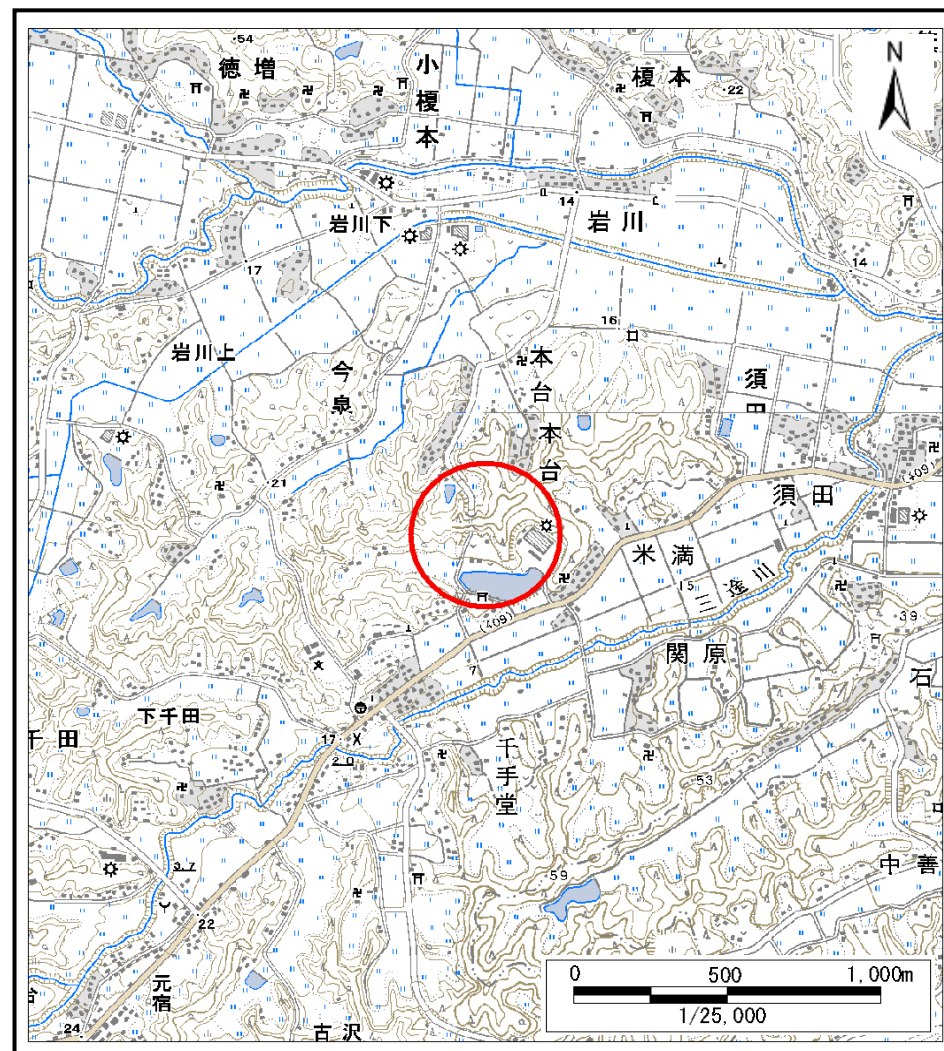 54
徳増
小榎本
榎本
22
N
14
岩川下
岩川
17
14
16
岩川上
今泉
本台
須田
本台
21
(409)
須田
米満
15
三途川
(409)
7
関原
39
石
下千田
千田
17
千手堂
53
3.7
59
中善
22
元宿
24
古沢
0 500 1,000m
1/25,000